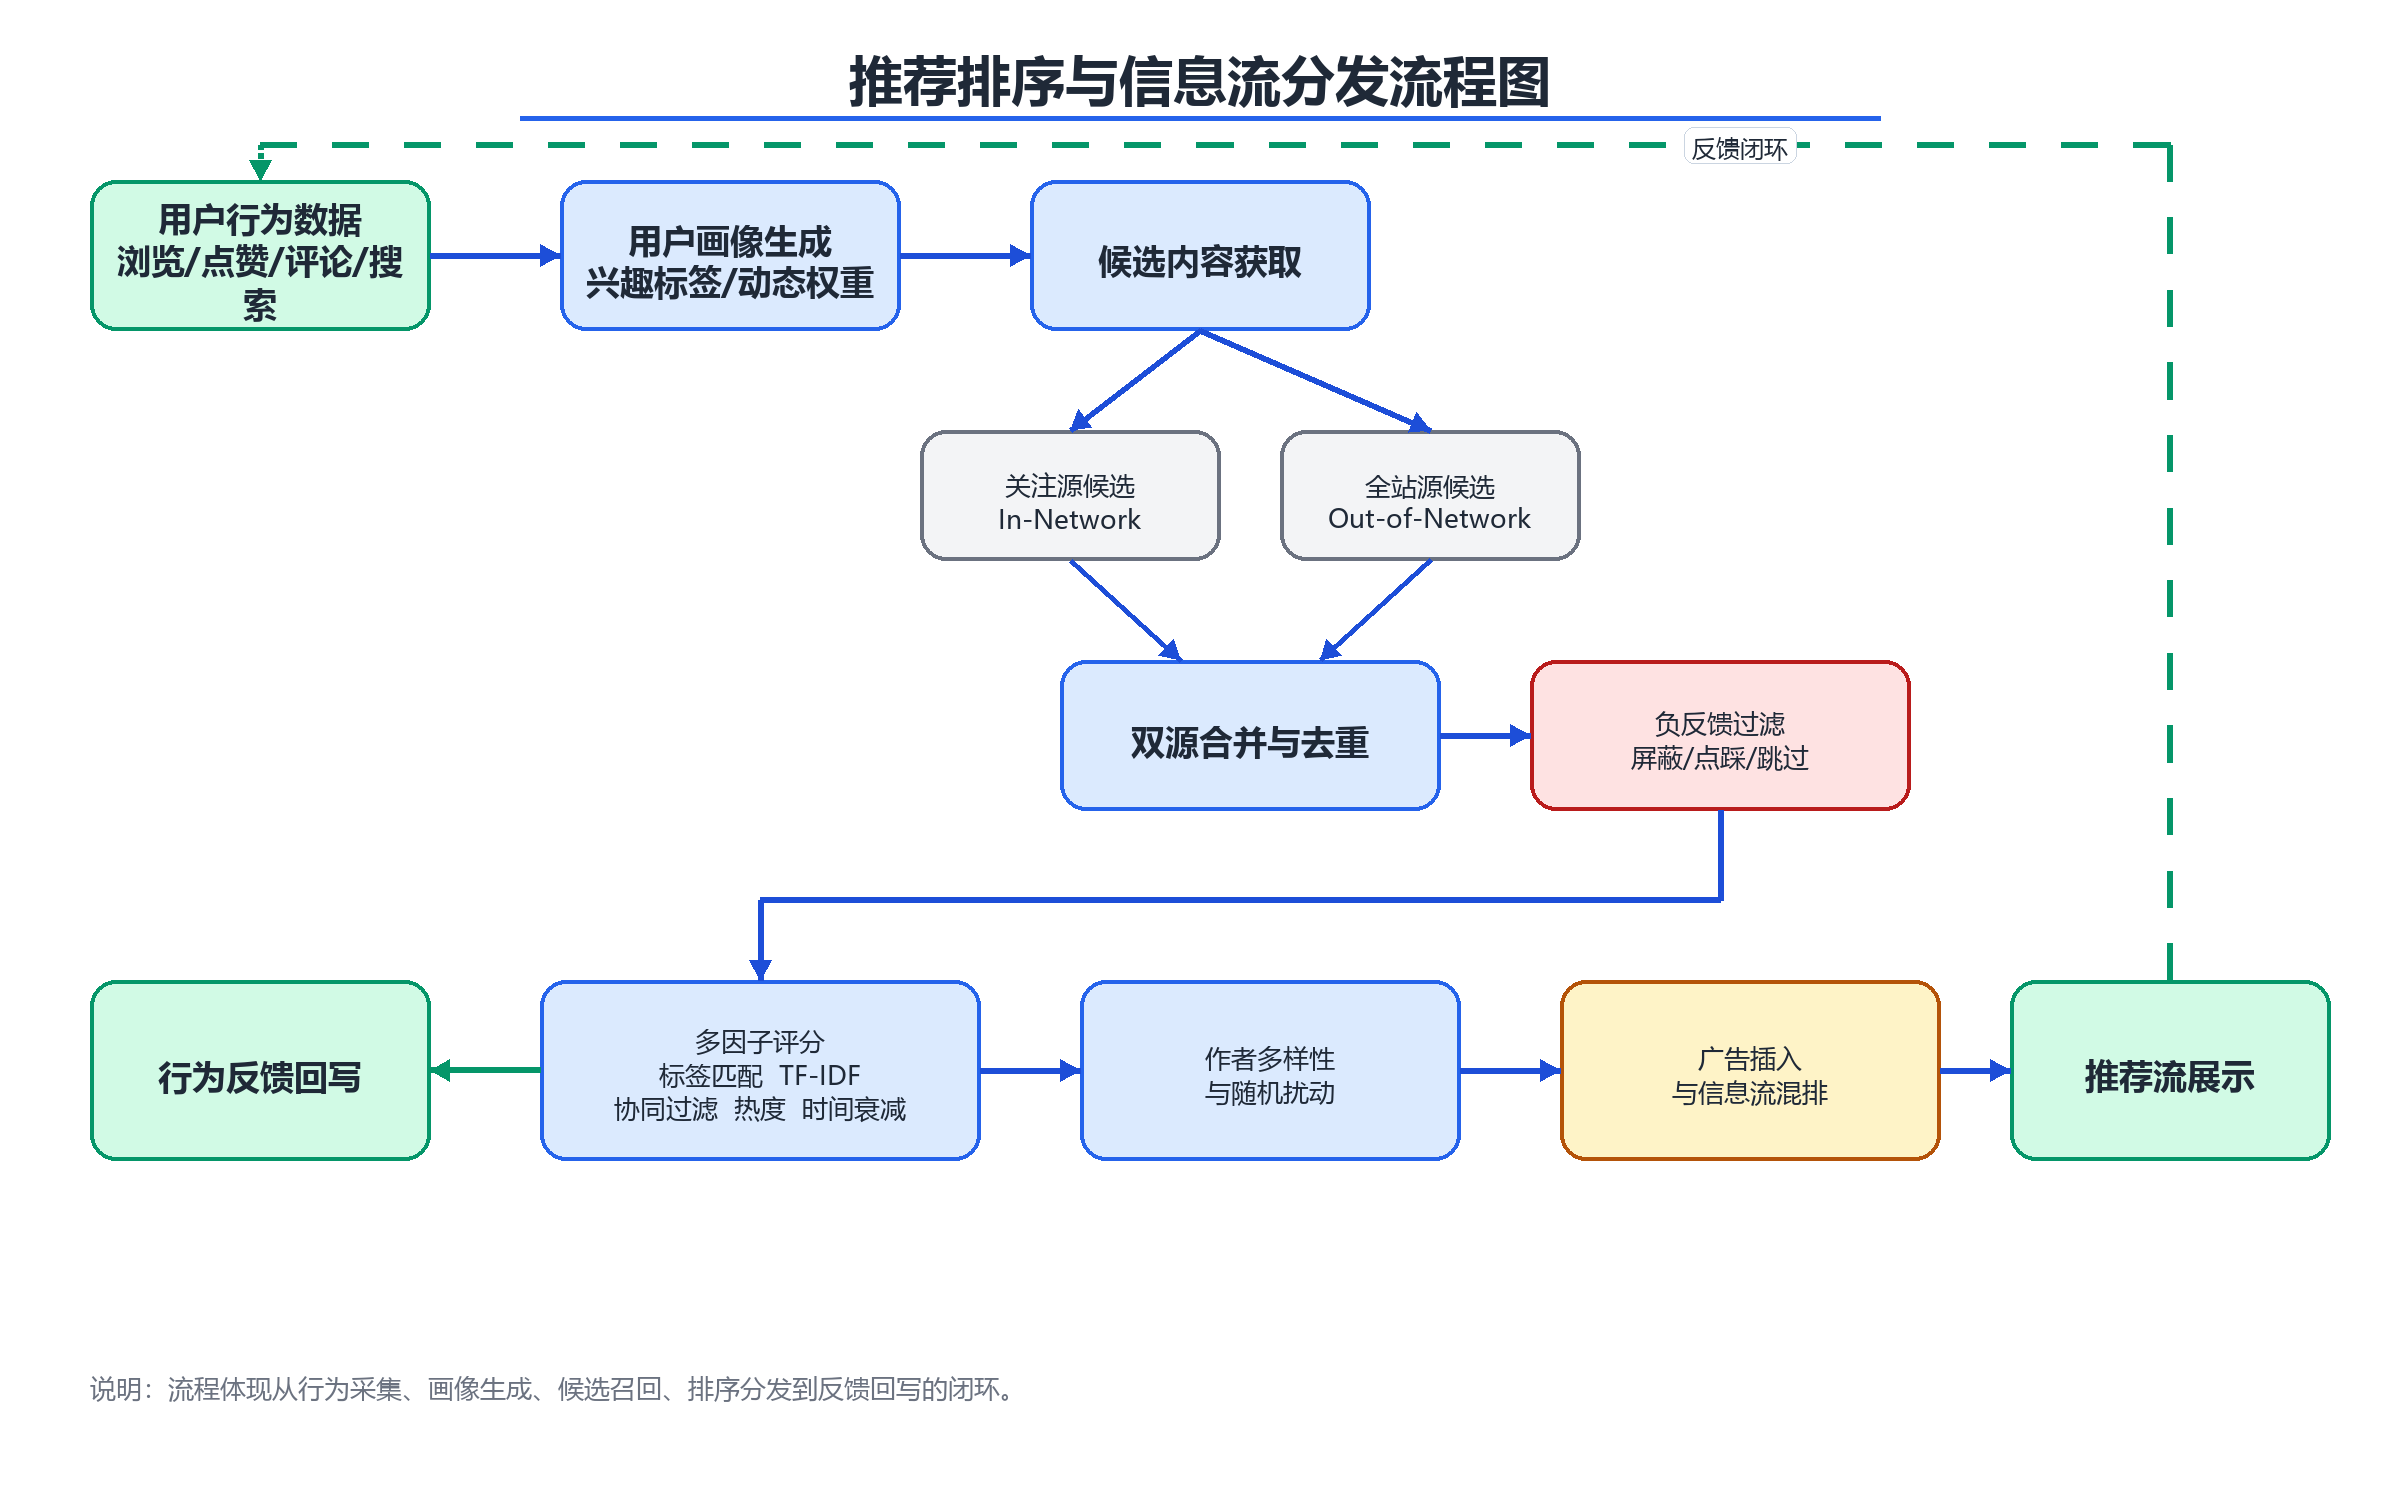 推荐排序与信息流分发流程图
反馈闭环
用户行为数据
浏览/点赞/评论/搜
索
用户画像生成
兴趣标签/动态权重
候选内容获取
关注源候选
In-Network
全站源候选
Out-of-Network
双源合并与去重
负反馈过滤
屏蔽/点踩/跳过
行为反馈回写
多因子评分
标签匹配 TF-IDF
协同过滤 热度 时间衰减
作者多样性
与随机扰动
广告插入
与信息流混排
推荐流展示
说明：流程体现从行为采集、画像生成、候选召回、排序分发到反馈回写的闭环。